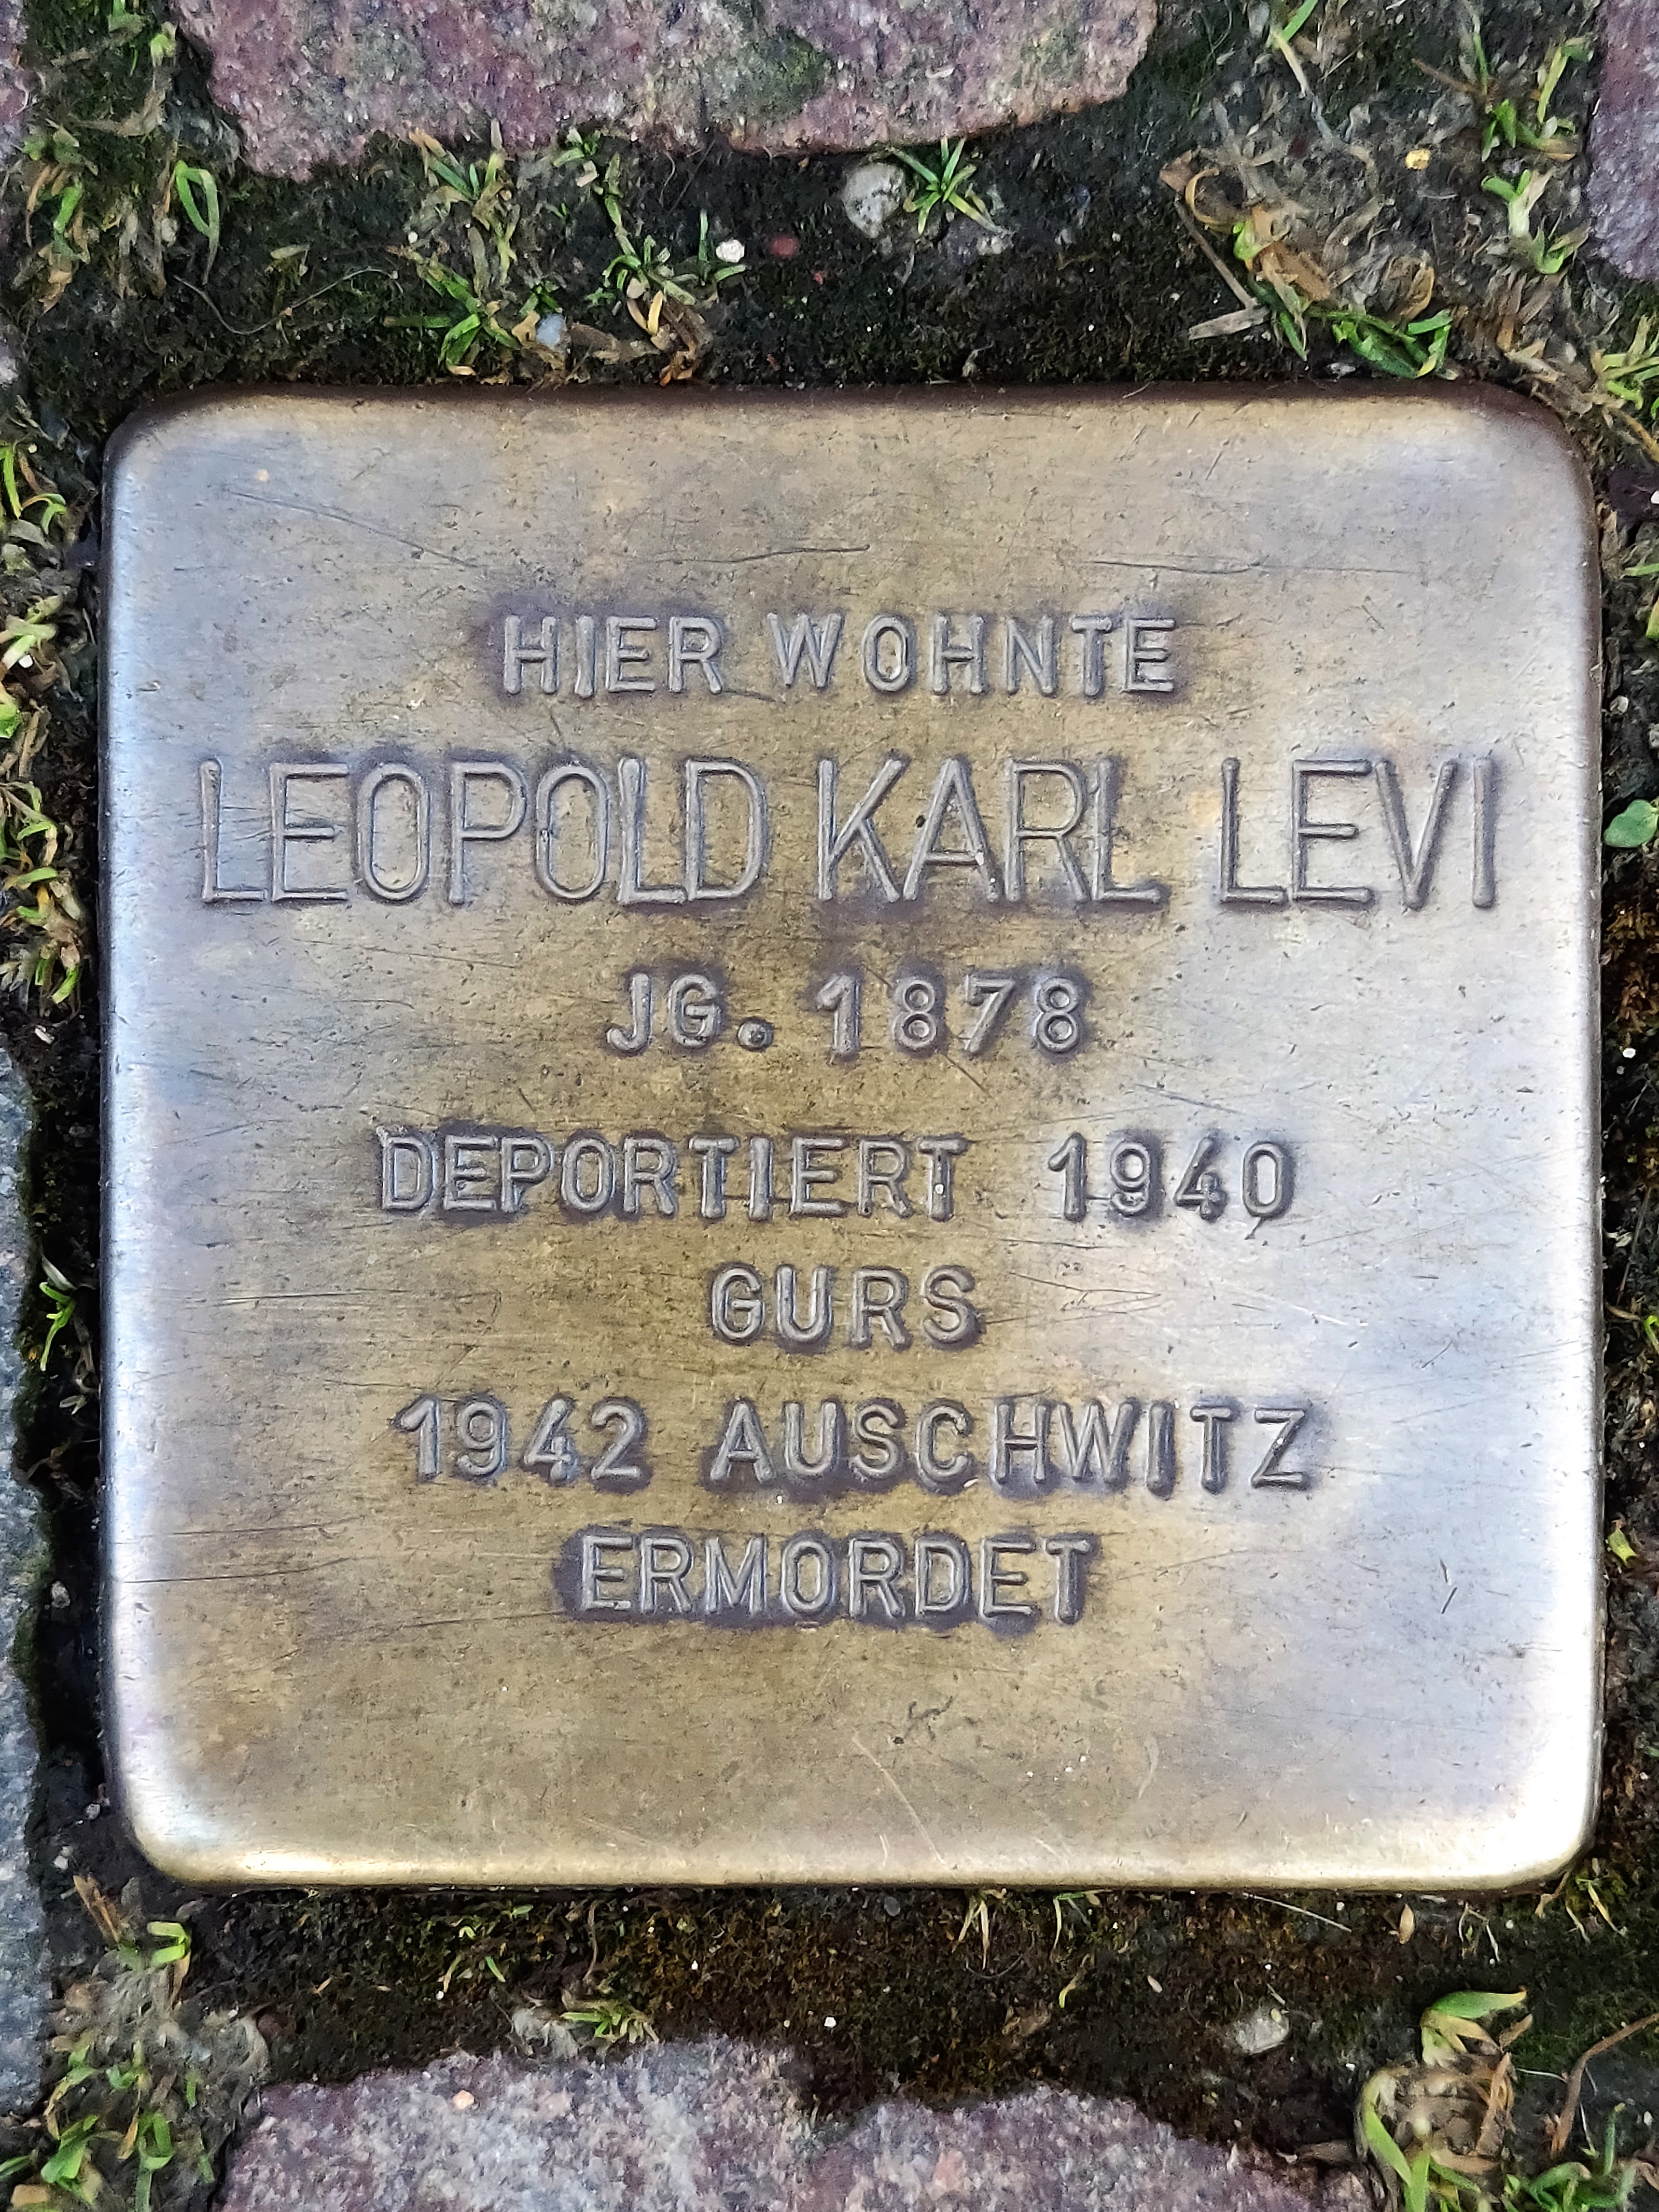 HIER WOHNTE
LEOPOLD KARL LEVI
JG. 1878
DEPORTIERT 1940
GURS
1942 AUSCHWITZ
ERMORDET